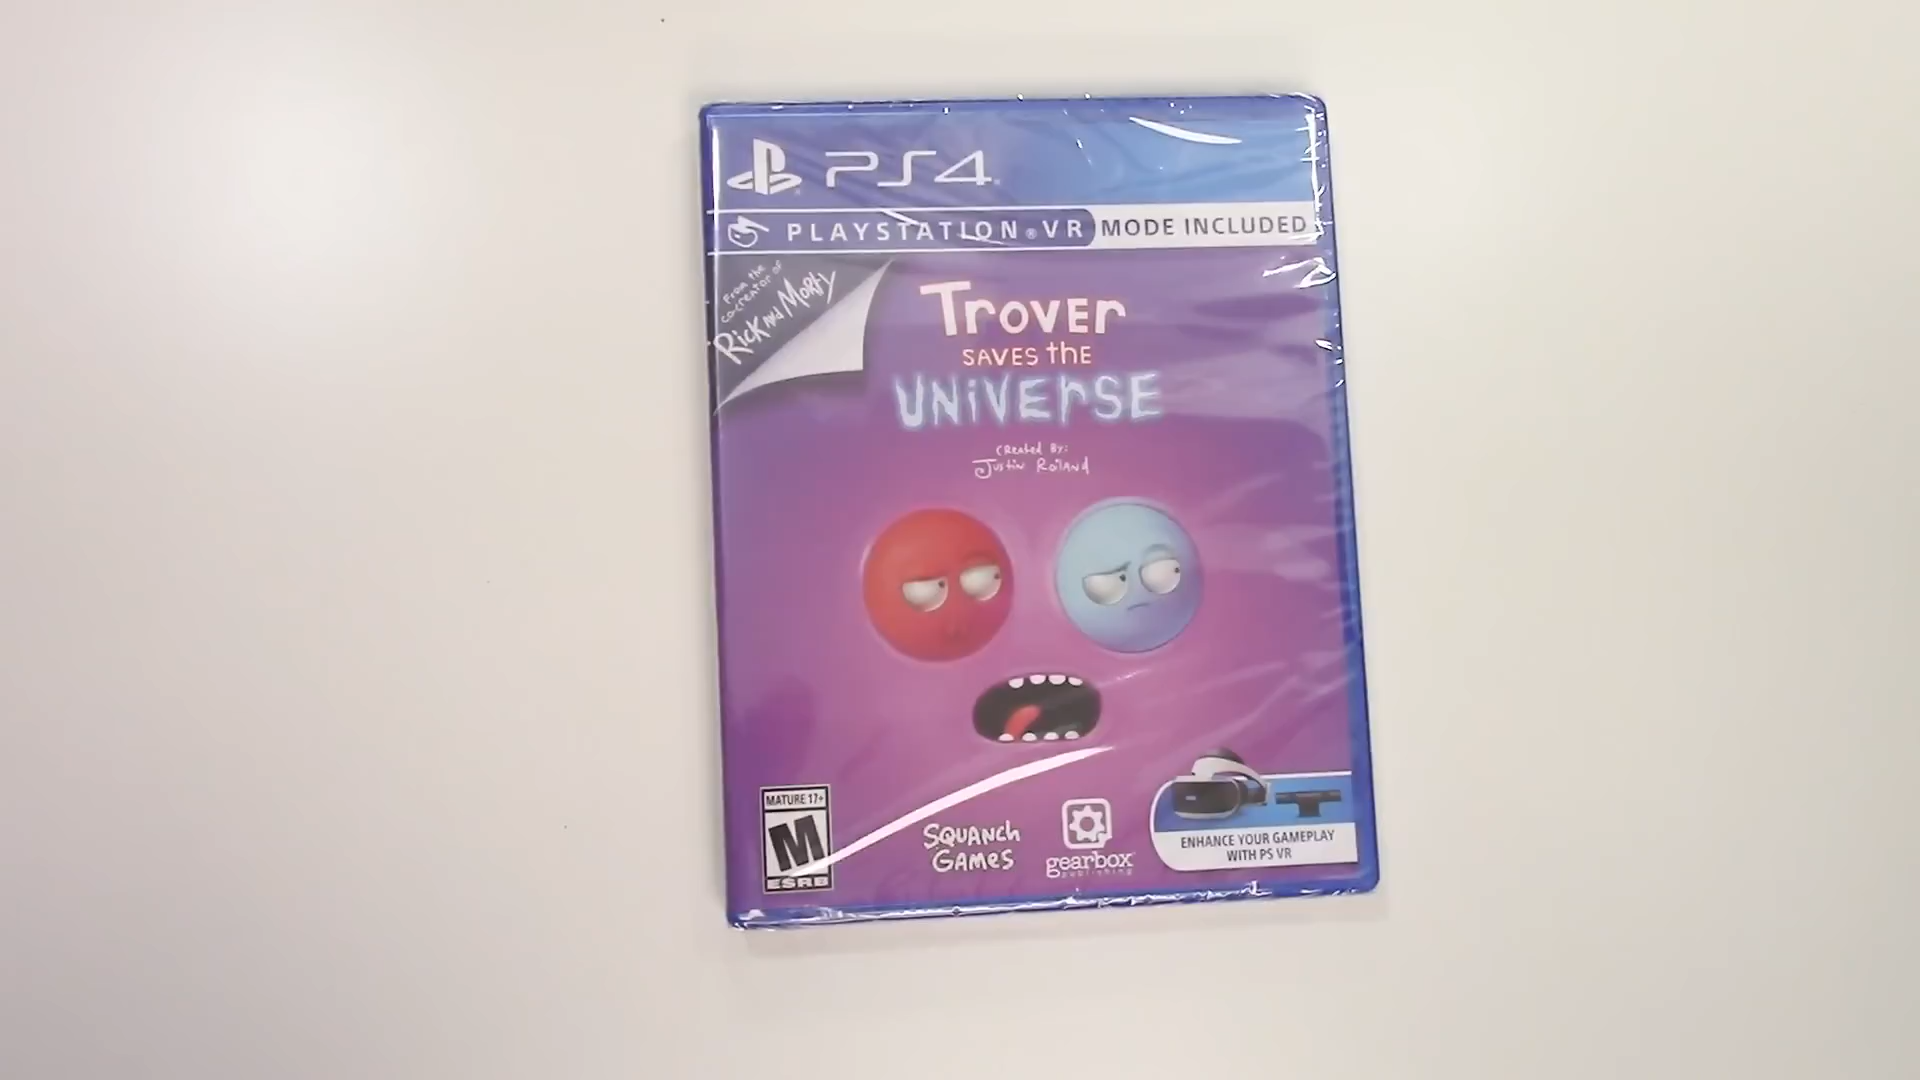 PS4
PLAYSTATION®VR MODE INCLUDED
From the
co-creator of
Rick and Morty
Trover
SAVES the
UNIVErSE
Created By:
Justin Roiland
MATURE 17+
M
ESRB
SQUANCH
GAMES
gearbox
publishing
ENHANCE YOUR GAMEPLAY
WITH PS VR